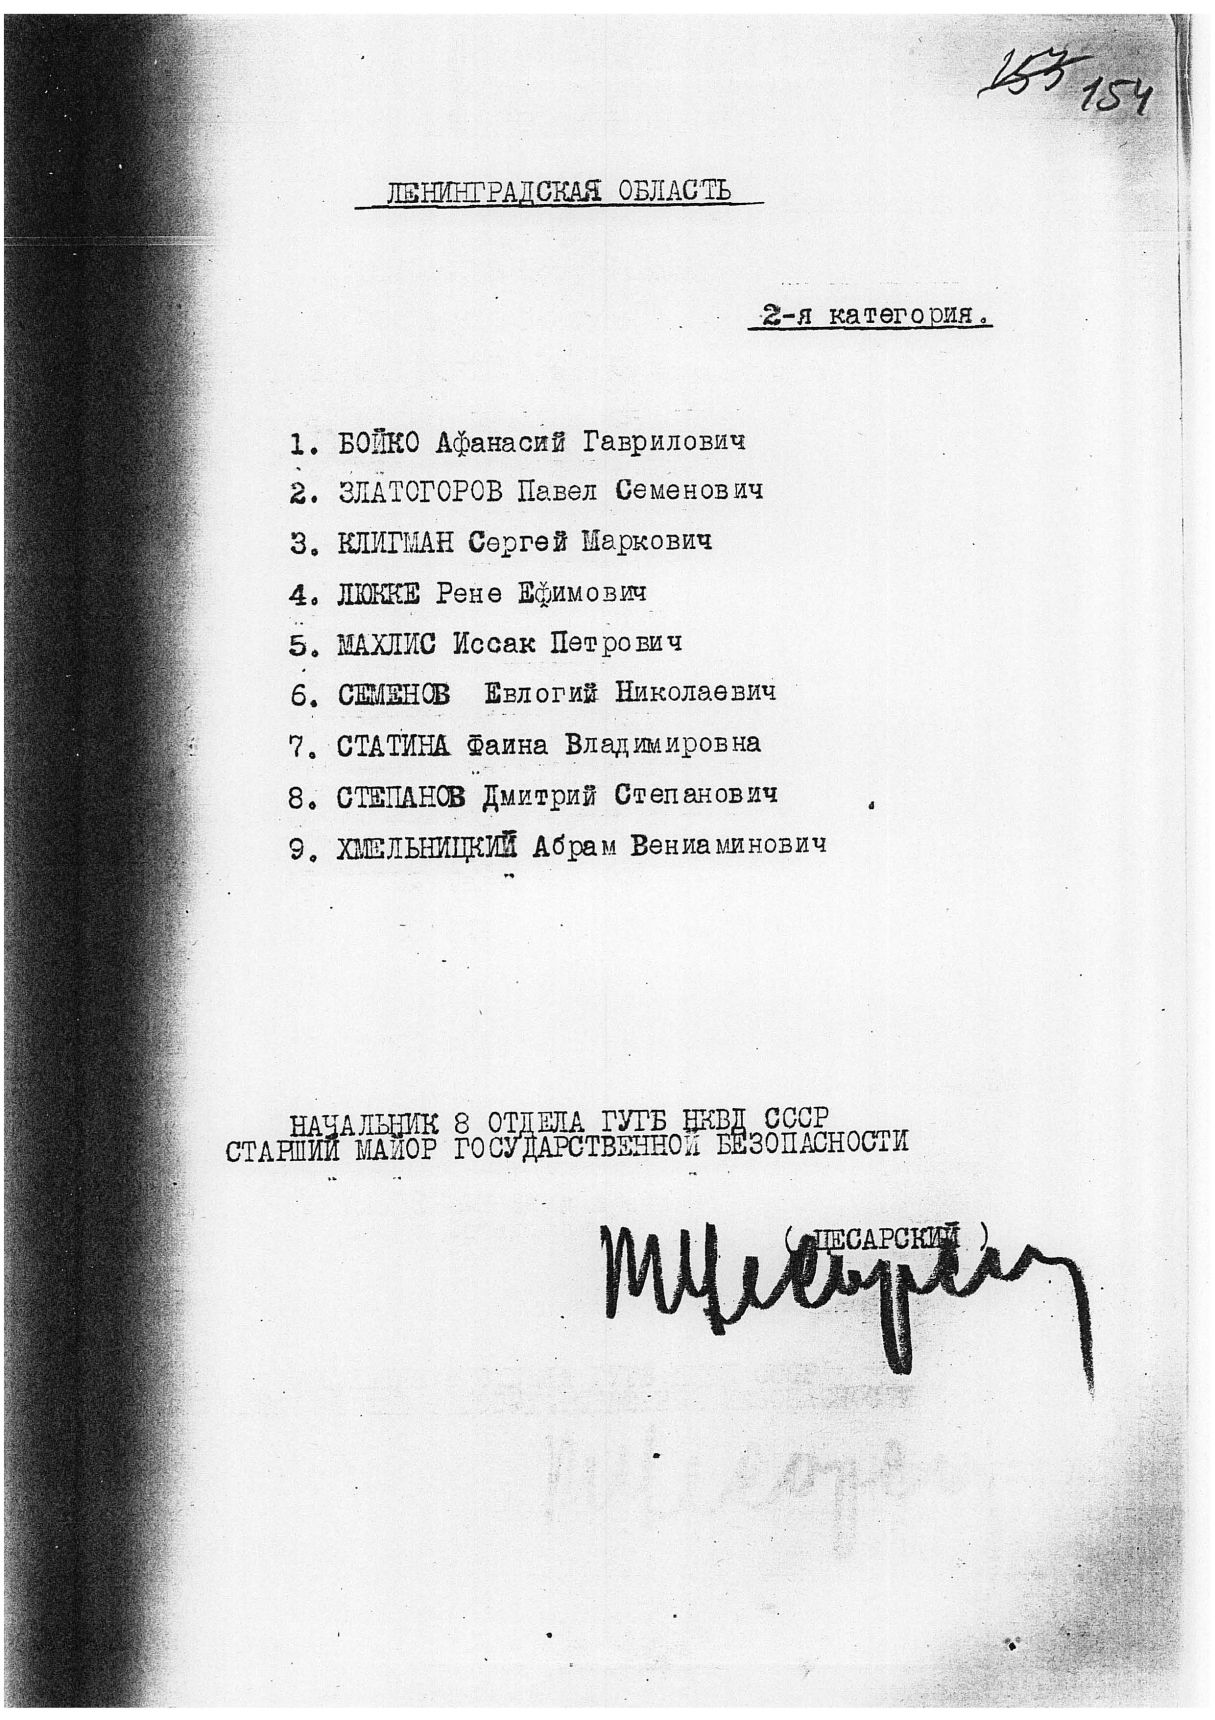 153 154
ЛЕНИНГРАДСКАЯ ОБЛАСТЬ
2-я категория.
1. БОЙКО Афанасий Гаврилович
2. ЗЛАТОГОРОВ Павел Семенович
3. КЛИГМАН Сергей Маркович
4. ЛЮККЕ Рене Ефимович
5. МАХЛИС Иссак Петрович
6. СЕМЕНОВ Евлогий Николаевич
7. СТАТИНА Фаина Владимировна
8. СТЕПАНОВ Дмитрий Степанович
9. ХМЕЛЬНИЦКИЙ Абрам Вениаминович
НАЧАЛЬНИК 8 ОТДЕЛА ГУГБ НКВД СССР
СТАРШИЙ МАЙОР ГОСУДАРСТВЕННОЙ БЕЗОПАСНОСТИ
( ЦЕСАРСКИЙ )